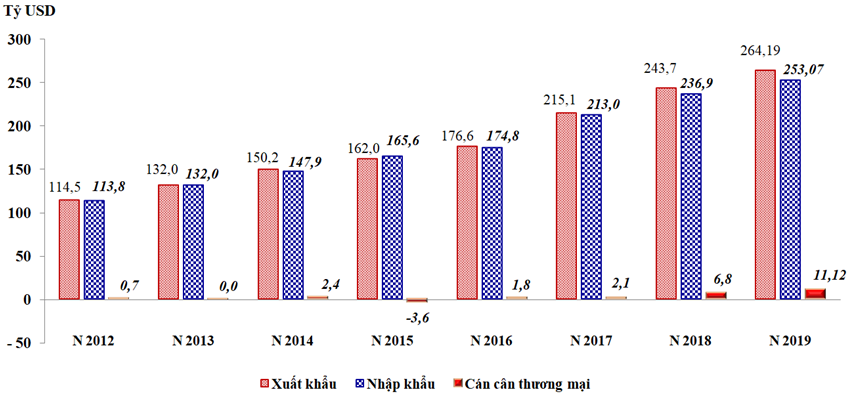 Tỷ USD
300
250
200
150
100
50
0
- 50
114,5 113,8 0,7
132,0 132,0 0,0
150,2 147,9 2,4
162,0 165,6 -3,6
176,6 174,8 1,8
215,1 213,0 2,1
243,7 236,9 6,8
264,19 253,07 11,12
N 2012 N 2013 N 2014 N 2015 N 2016 N 2017 N 2018 N 2019
Xuất khẩu Nhập khẩu Cán cân thương mại